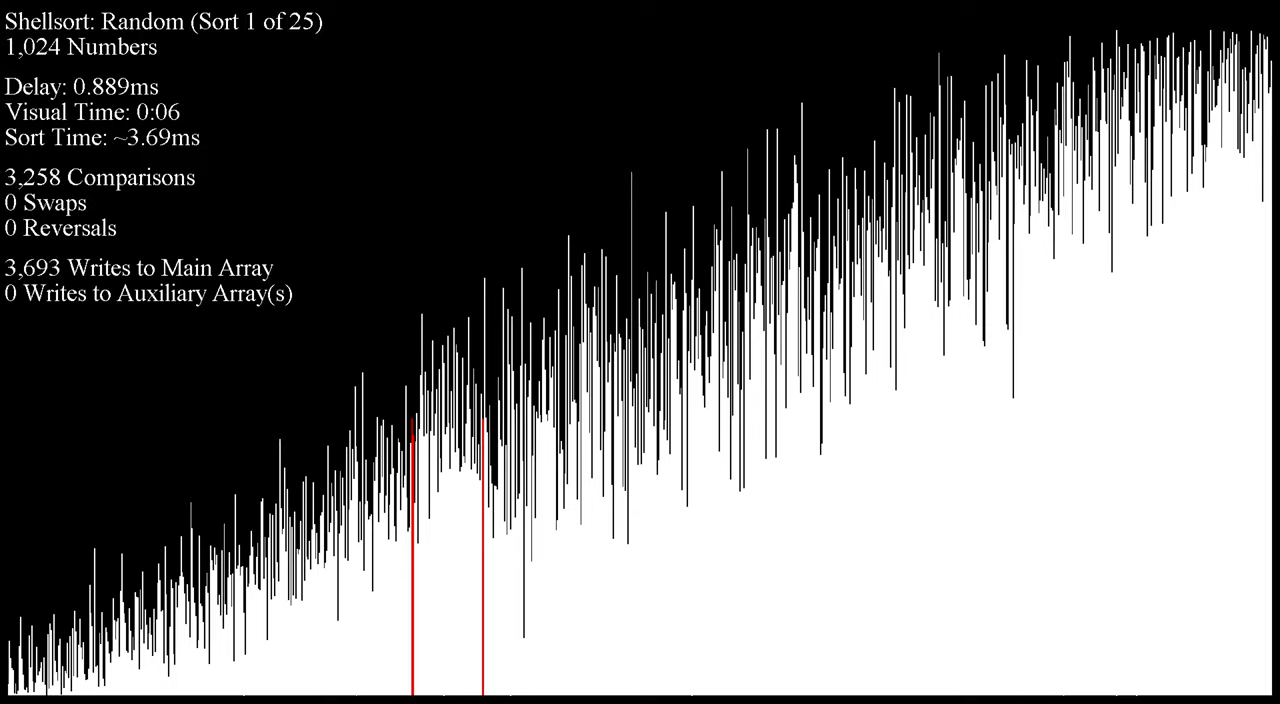 Shellsort: Random (Sort 1 of 25)
1,024 Numbers
Delay: 0.889ms
Visual Time: 0:06
Sort Time: ~3.69ms
3,258 Comparisons
0 Swaps
0 Reversals
3,693 Writes to Main Array
0 Writes to Auxiliary Array(s)